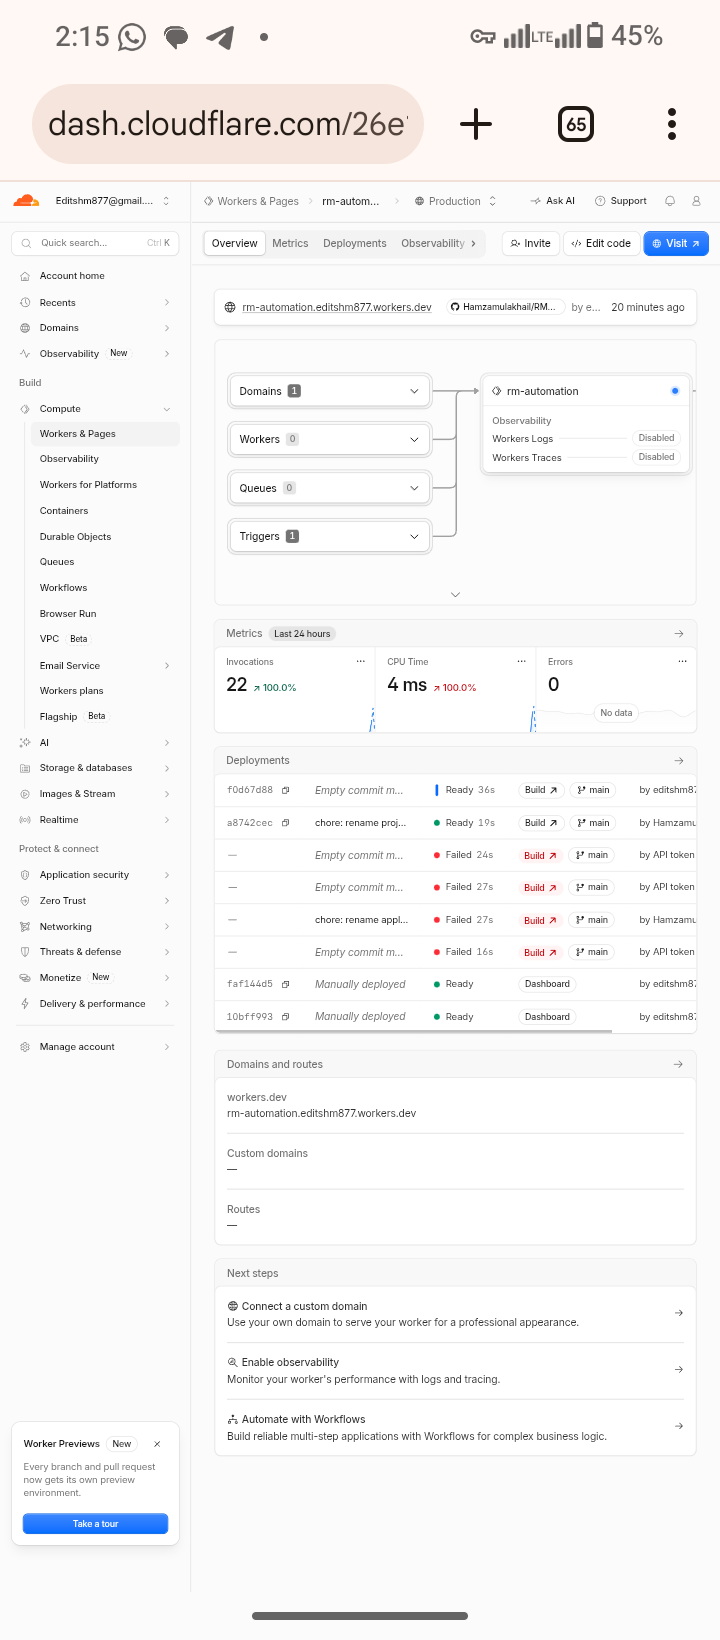 2:15
LTE
45%
dash.cloudflare.com/26e
65
Editshm877@gmail....
Workers & Pages
rm-autom...
Production
Ask AI
Support
Quick search...
Ctrl K
Overview
Metrics
Deployments
Observability
Invite
Edit code
Visit
Account home
Recents
Domains
Observability New
Build
Compute
Workers & Pages
Observability
Workers for Platforms
Containers
Durable Objects
Queues
Workflows
Browser Run
VPC Beta
Email Service
Workers plans
Flagship Beta
AI
Storage & databases
Images & Stream
Realtime
Protect & connect
Application security
Zero Trust
Networking
Threats & defense
Monetize New
Delivery & performance
Manage account
Worker Previews New
Every branch and pull request
now gets its own preview
environment.
Take a tour
rm-automation.editshm877.workers.dev
Hamzamulakhail/RM...
by e...
20 minutes ago
Domains 1
Workers 0
Queues 0
Triggers 1
rm-automation
Observability
Workers Logs Disabled
Workers Traces Disabled
Metrics Last 24 hours
Invocations ...
22 100.0%
CPU Time ...
4 ms 100.0%
Errors ...
0
No data
Deployments
f0d67d88 Empty commit m... Ready 36s Build main by editshm87
a8742cec chore: rename proj... Ready 19s Build main by Hamzamu
— Empty commit m... Failed 24s Build main by API token
— Empty commit m... Failed 27s Build main by API token
— chore: rename appl... Failed 27s Build main by Hamzamu
— Empty commit m... Failed 16s Build main by API token
faf144d5 Manually deployed Ready Dashboard by editshm87
10bff993 Manually deployed Ready Dashboard by editshm87
Domains and routes
workers.dev
rm-automation.editshm877.workers.dev
Custom domains
—
Routes
—
Next steps
Connect a custom domain
Use your own domain to serve your worker for a professional appearance.
Enable observability
Monitor your worker's performance with logs and tracing.
Automate with Workflows
Build reliable multi-step applications with Workflows for complex business logic.